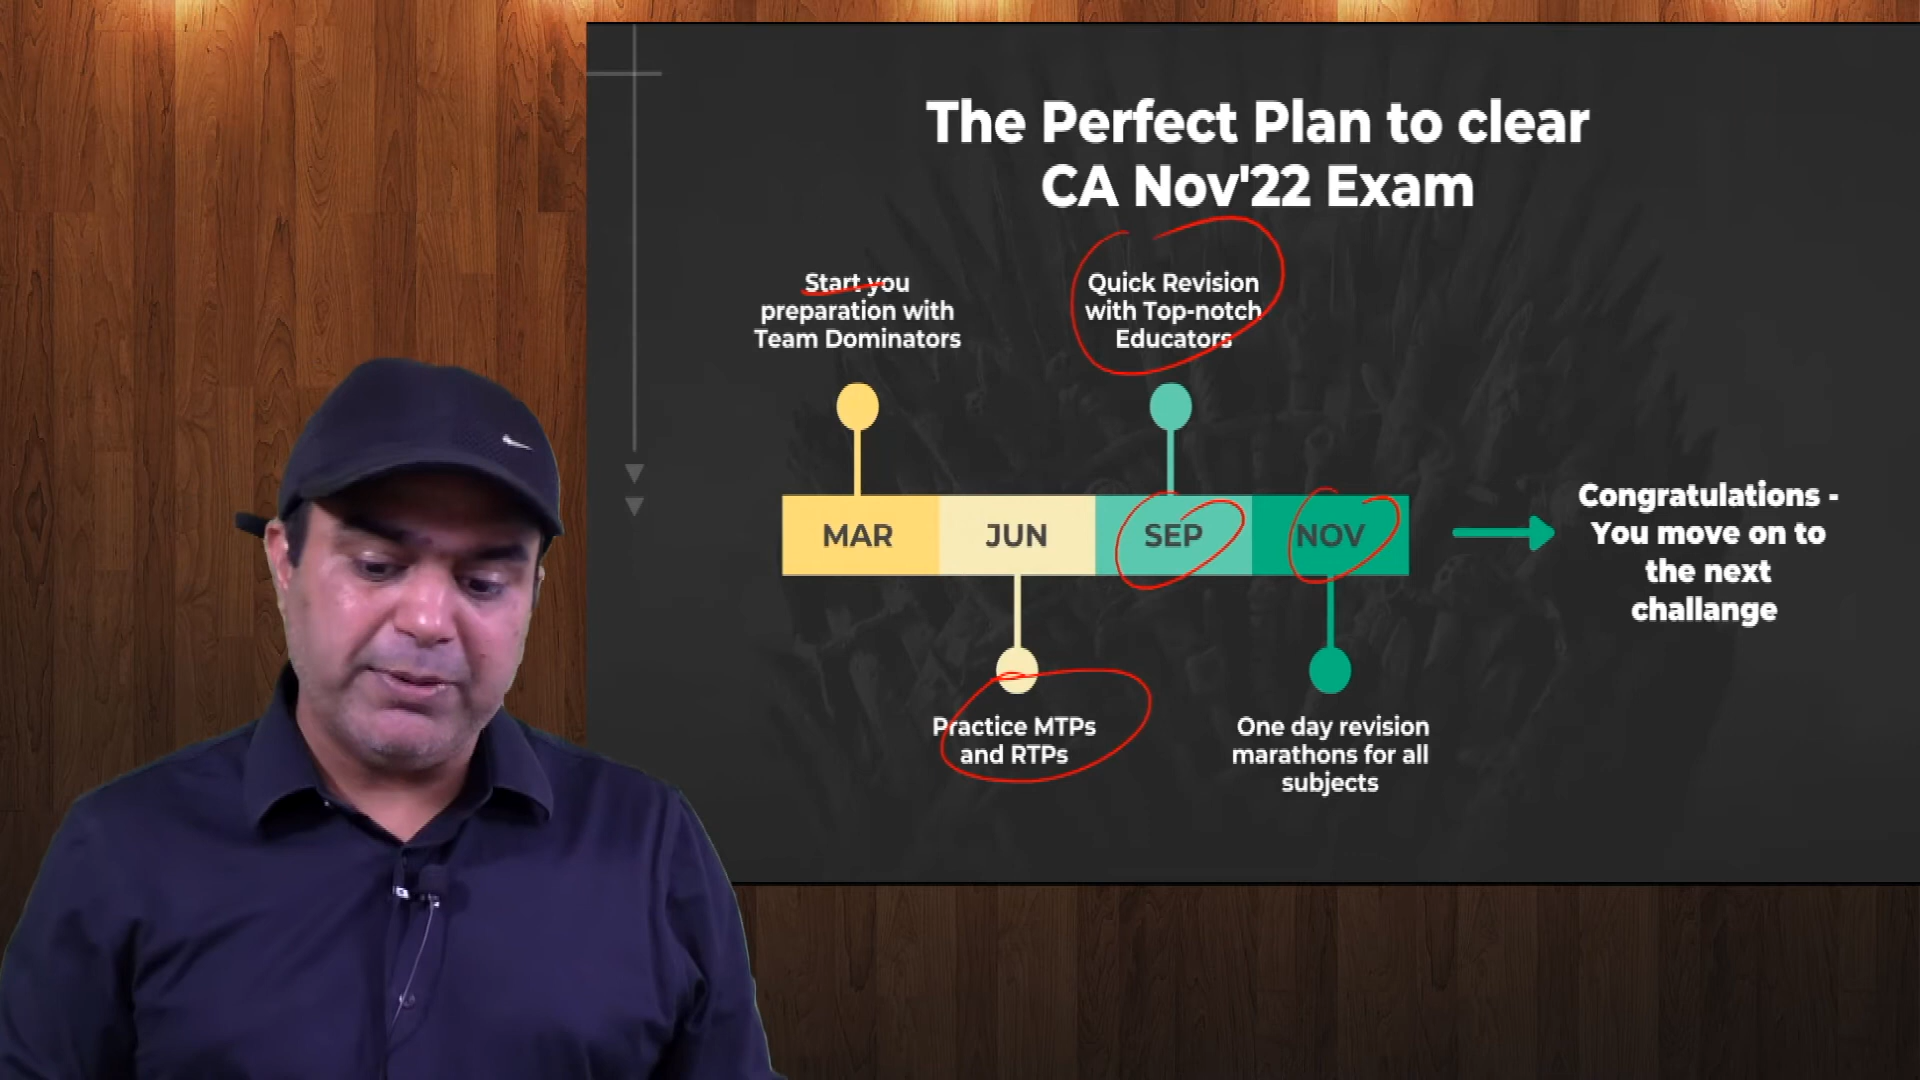 The Perfect Plan to clear
CA Nov'22 Exam
Start you
preparation with
Team Dominators
Quick Revision
with Top-notch
Educators
MAR
JUN
SEP
NOV
Congratulations -
You move on to
the next
challange
Practice MTPs
and RTPs
One day revision
marathons for all
subjects